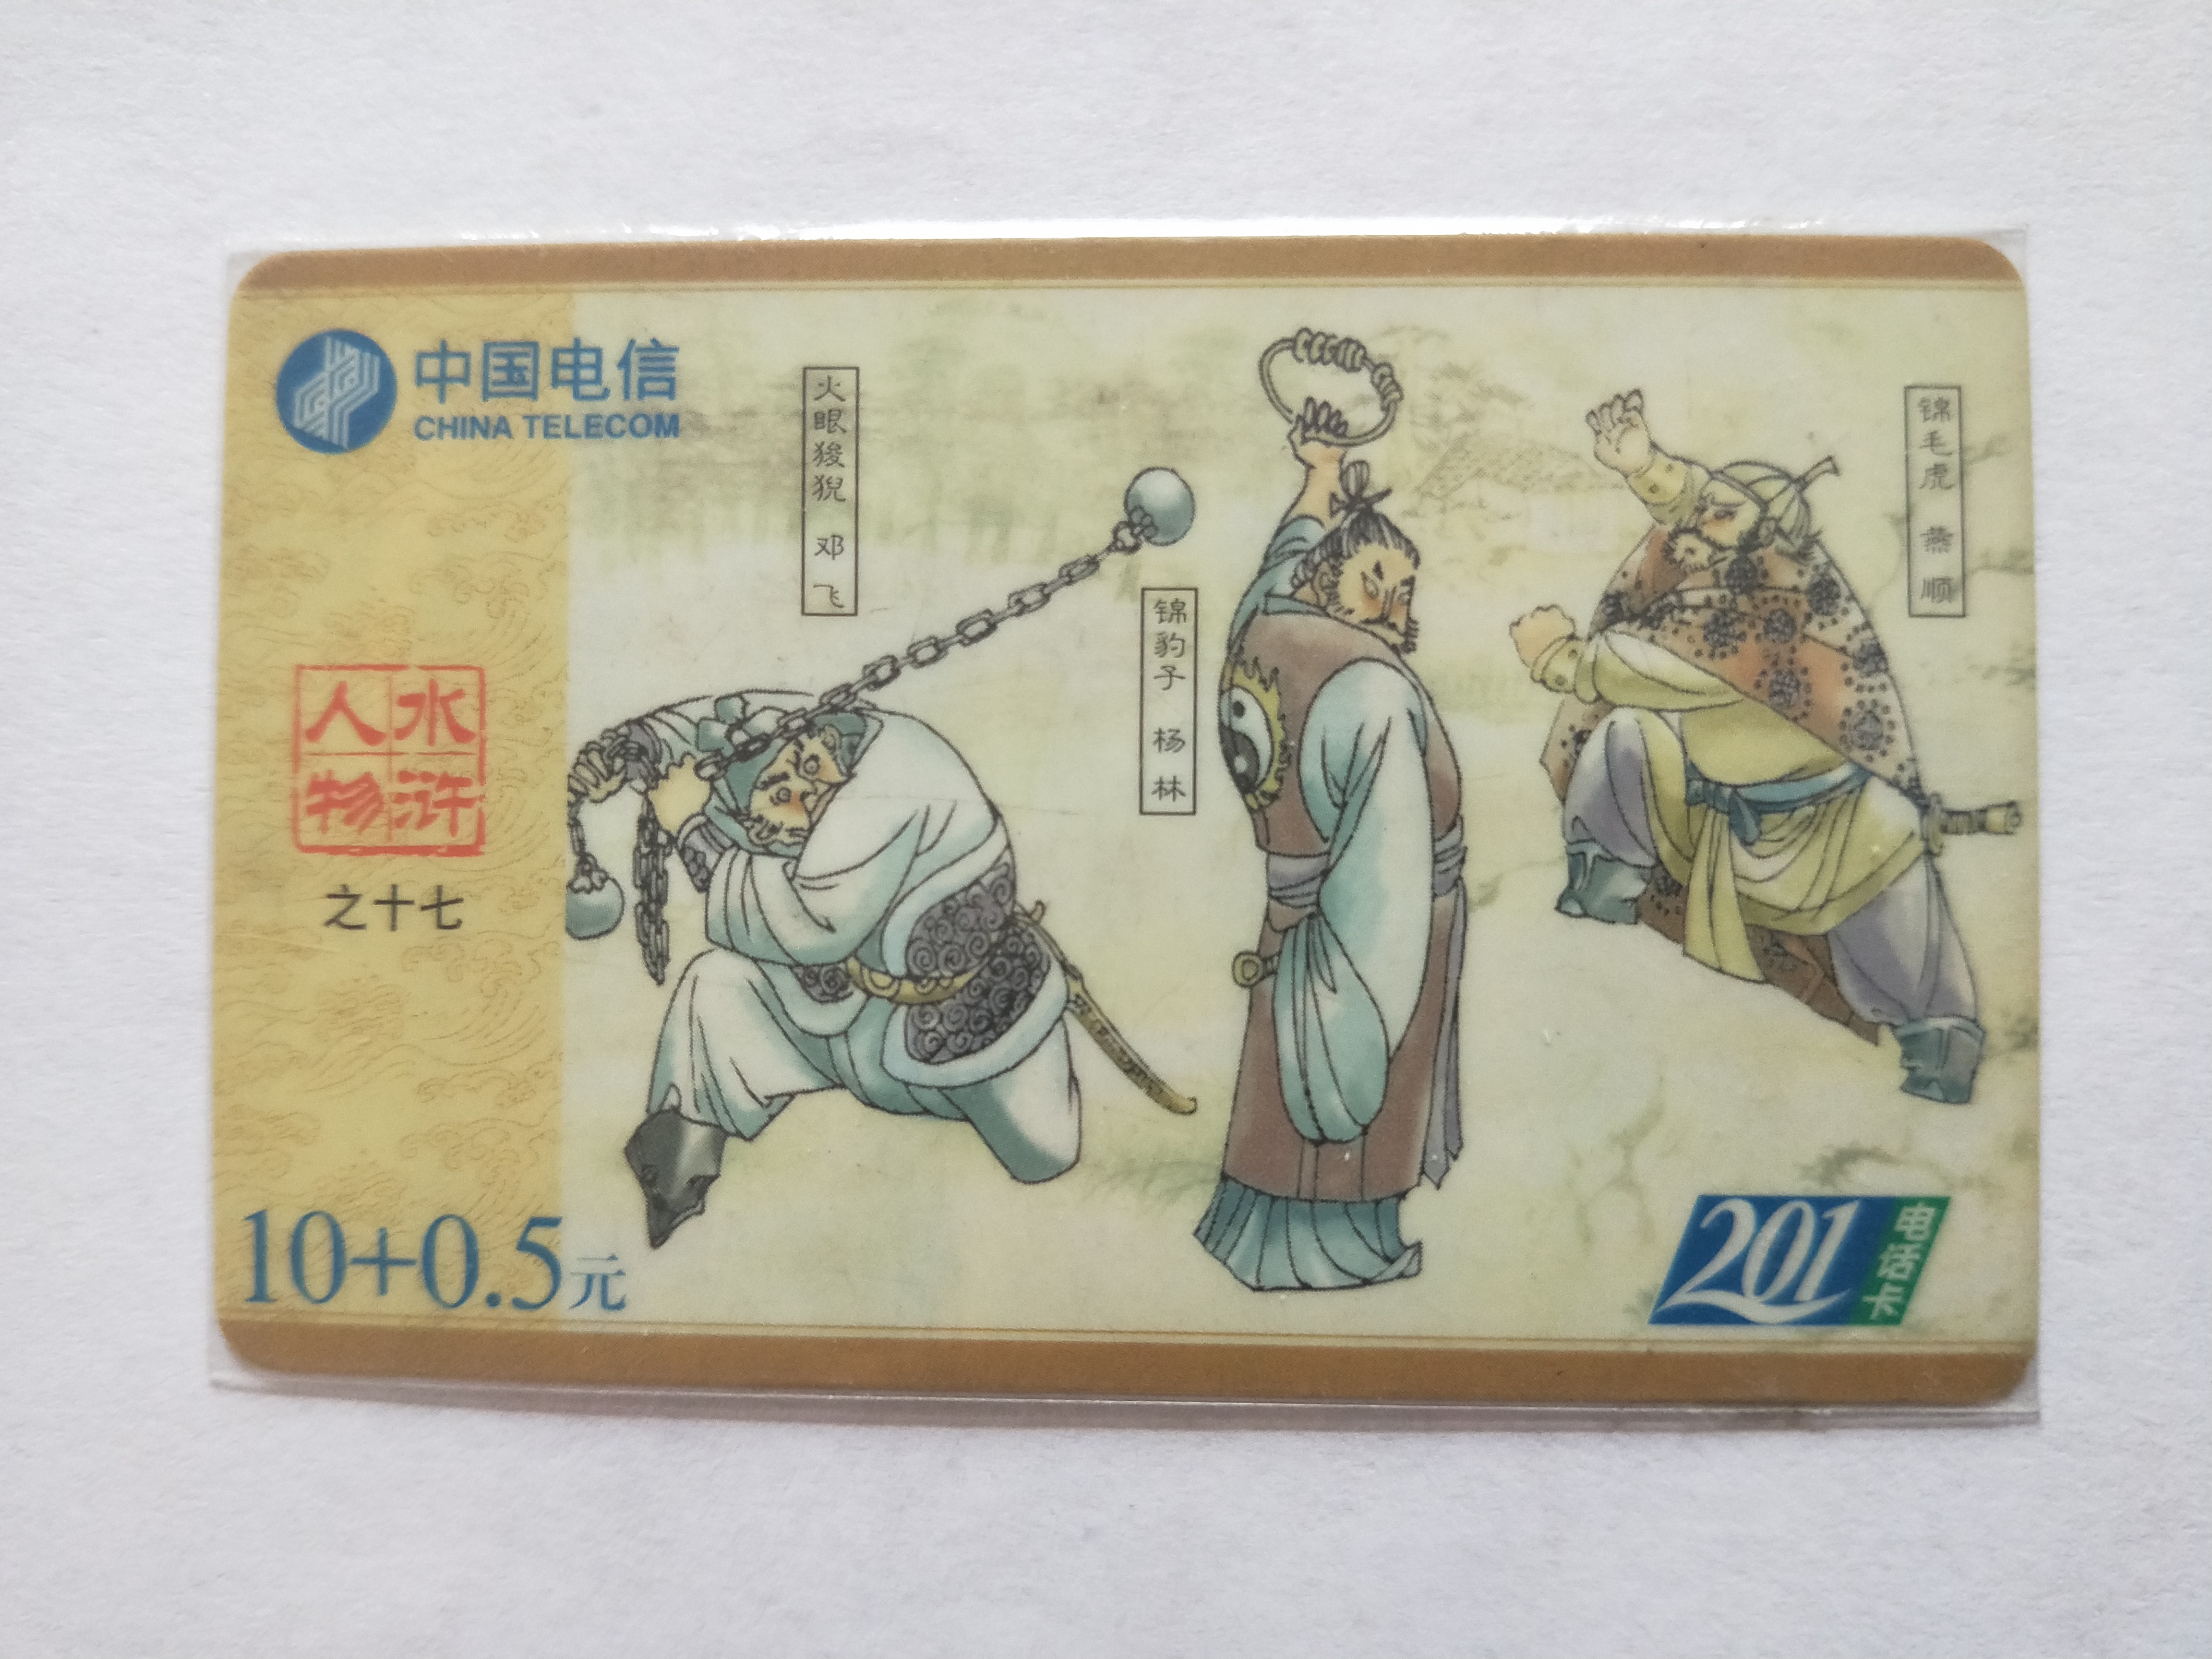 中国电信
CHINA TELECOM
火眼狻猊 邓飞
锦豹子 杨林
锦毛虎 燕顺
水浒
人物
之十七
10+0.5元
201
电话卡